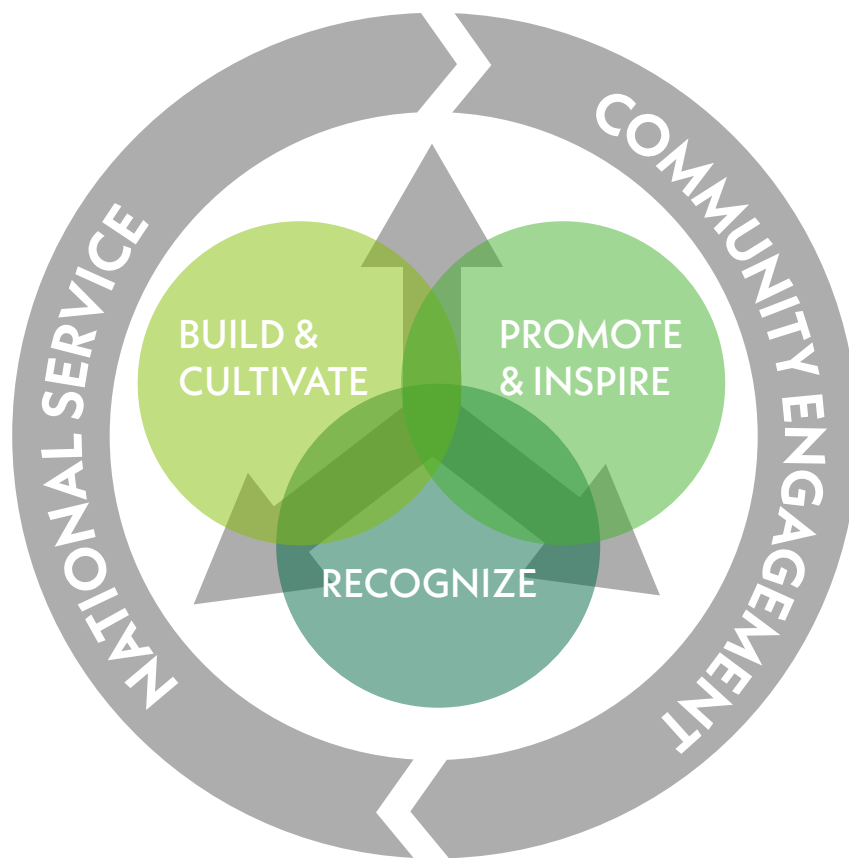 NATIONAL SERVICE
COMMUNITY ENGAGEMENT
BUILD &
CULTIVATE
PROMOTE
& INSPIRE
RECOGNIZE